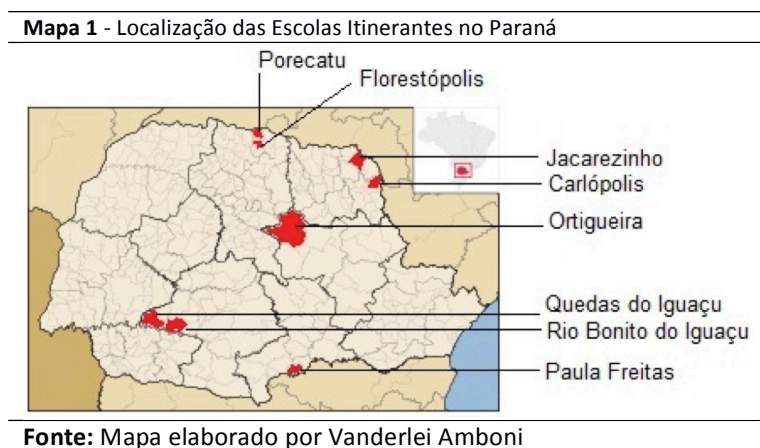 Mapa 1 - Localização das Escolas Itinerantes no Paraná
Porecatu
Florestópolis
Jacarezinho
Carlópolis
Ortigueira
Quedas do Iguaçu
Rio Bonito do Iguaçu
Paula Freitas
Fonte: Mapa elaborado por Vanderlei Amboni